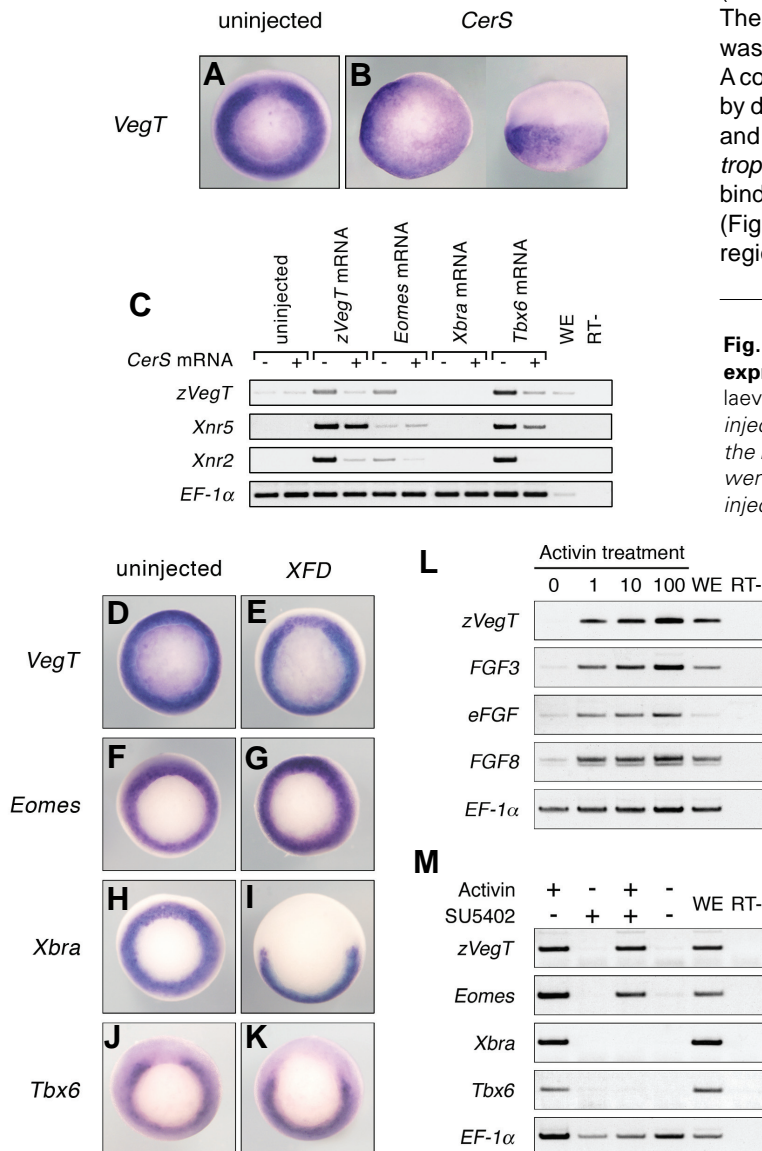 uninjected CerS
A B
VegT
C
uninjected
zVegT mRNA
Eomes mRNA
Xbra mRNA
Tbx6 mRNA
WE
RT-
CerS mRNA - + - + - + - + - +
zVegT
Xnr5
Xnr2
EF-1α
uninjected XFD
D E
VegT
F G
Eomes
H I
Xbra
J K
Tbx6
L
Activin treatment
0 1 10 100 WE RT-
zVegT
FGF3
eFGF
FGF8
EF-1α
M
Activin + - + -
SU5402 - + + - WE RT-
zVegT
Eomes
Xbra
Tbx6
EF-1α
The
was
A co
by d
and
trop
bind
(Fig
regi
Fig.
expr
laev
injec
the
wer
injec